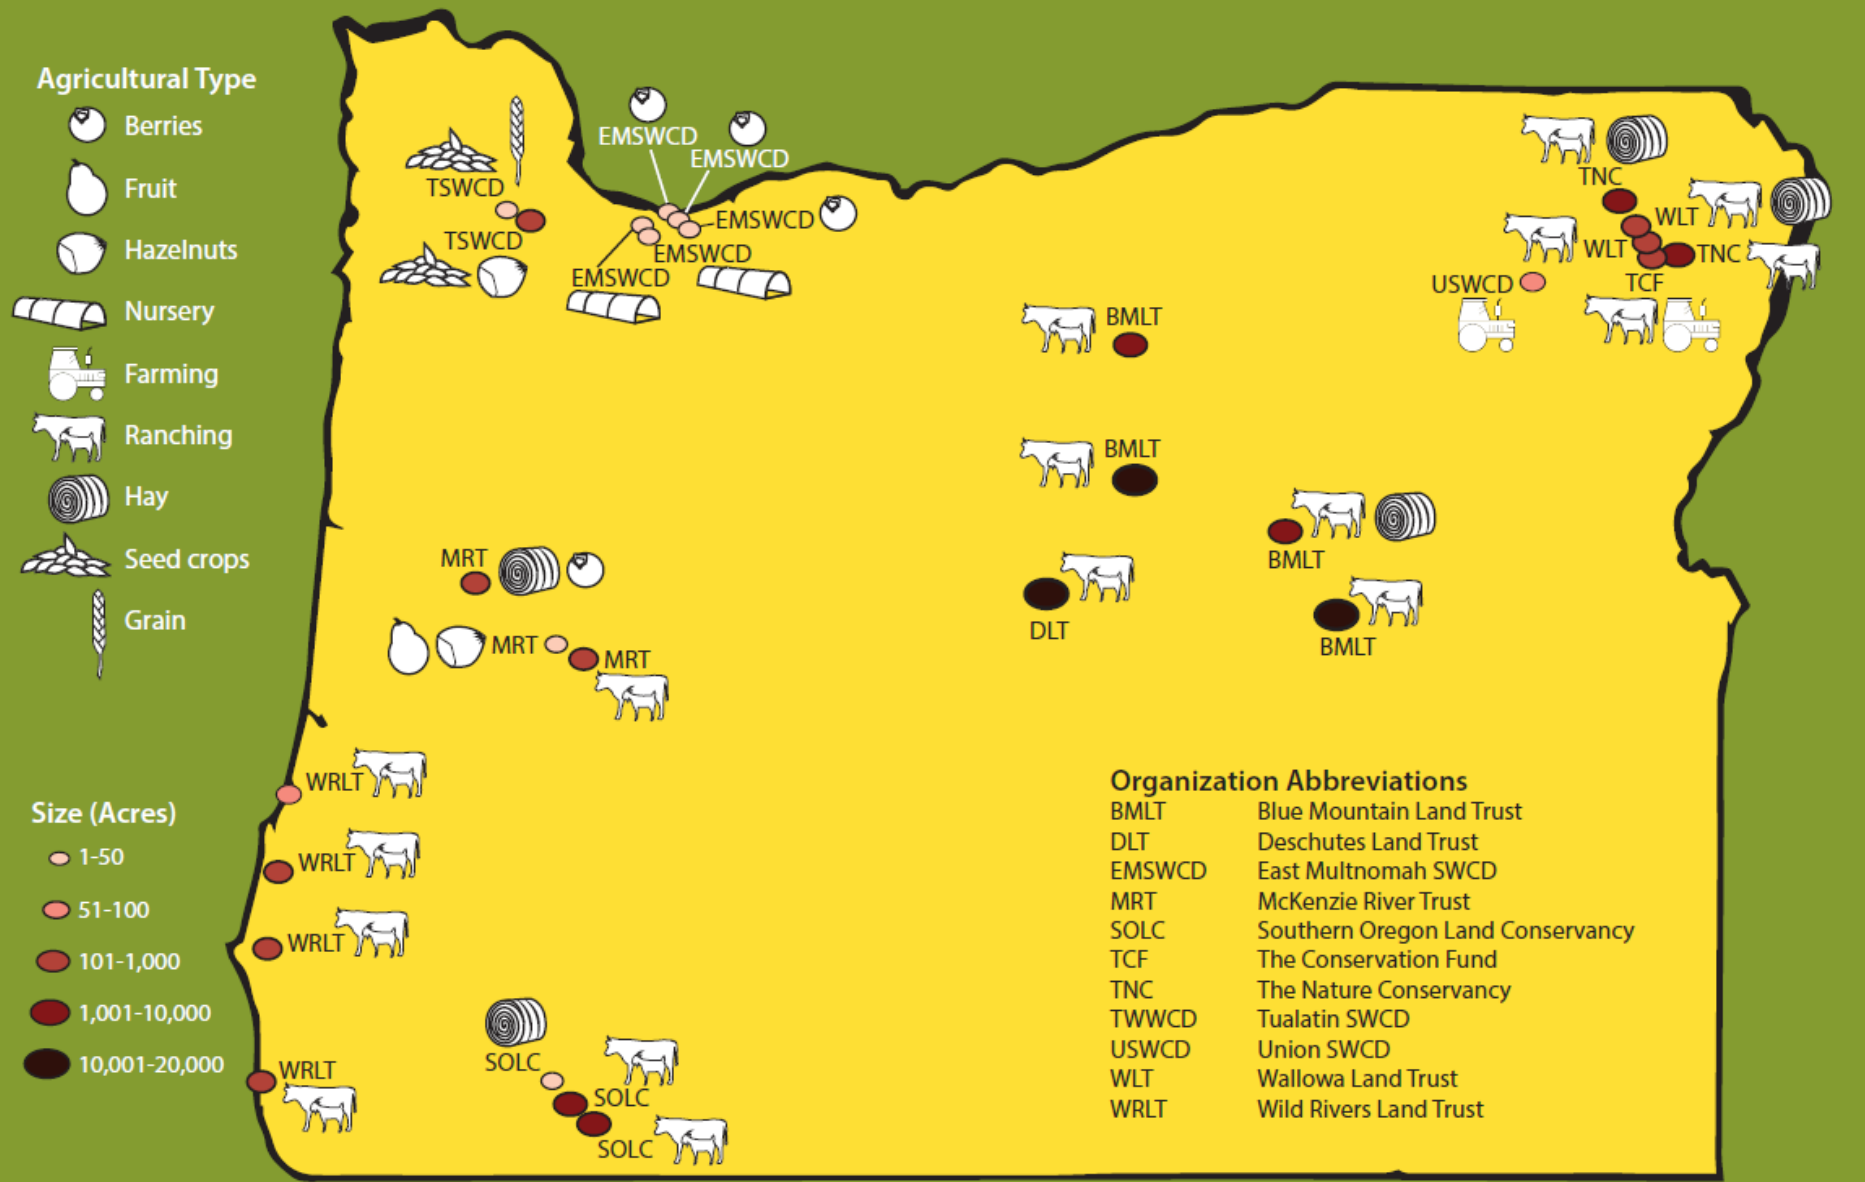 Agricultural Type
Berries
Fruit
Hazelnuts
Nursery
Farming
Ranching
Hay
Seed crops
Grain
Size (Acres)
1-50
51-100
101-1,000
1,001-10,000
10,001-20,000
EMSWCD
EMSWCD
TSWCD
EMSWCD
TSWCD
EMSWCD
EMSWCD
TNC
WLT
WLT
TNC
USWCD
TCF
BMLT
BMLT
BMLT
MRT
DLT
BMLT
MRT
MRT
WRLT
WRLT
WRLT
WRLT
SOLC
SOLC
SOLC
Organization Abbreviations
BMLT Blue Mountain Land Trust
DLT Deschutes Land Trust
EMSWCD East Multnomah SWCD
MRT McKenzie River Trust
SOLC Southern Oregon Land Conservancy
TCF The Conservation Fund
TNC The Nature Conservancy
TWWCD Tualatin SWCD
USWCD Union SWCD
WLT Wallowa Land Trust
WRLT Wild Rivers Land Trust